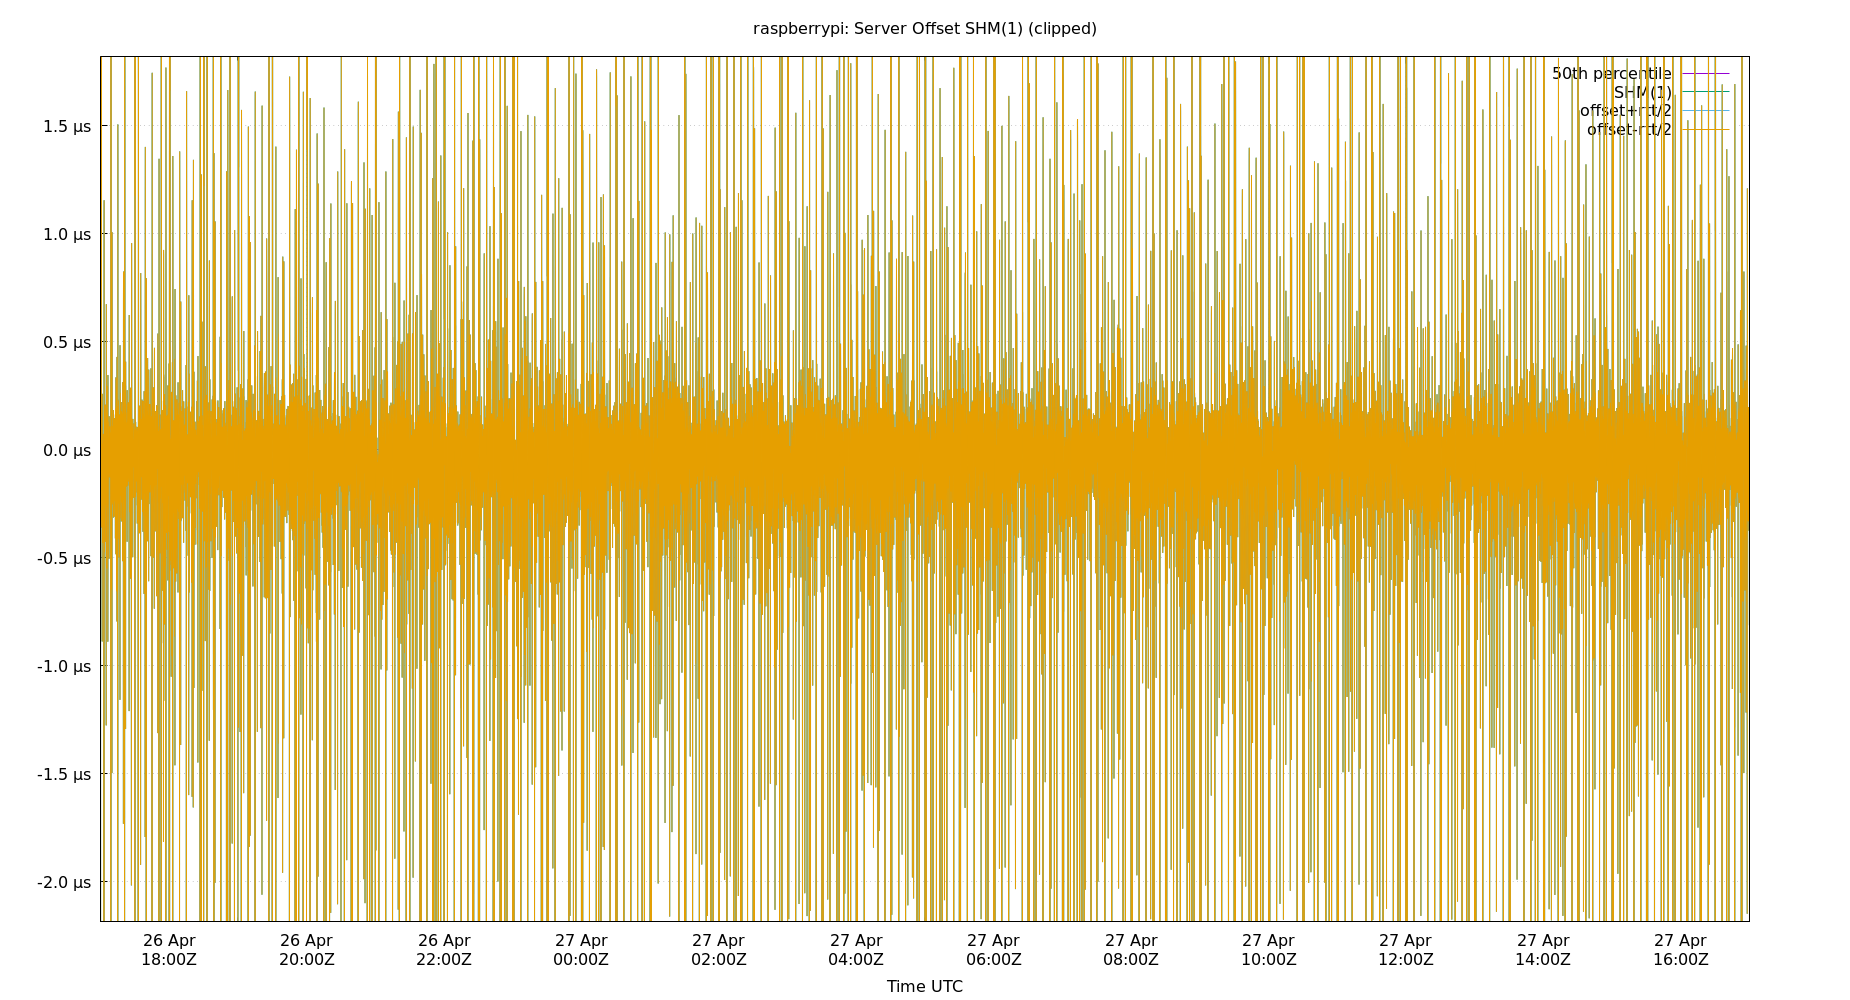 raspberrypi: Server Offset SHM(1) (clipped)
50th percentile
SHM(1)
offset+rtt/2
offset-rtt/2
1.5 µs
1.0 µs
0.5 µs
0.0 µs
-0.5 µs
-1.0 µs
-1.5 µs
-2.0 µs
26 Apr 26 Apr 26 Apr 27 Apr 27 Apr 27 Apr 27 Apr 27 Apr 27 Apr 27 Apr 27 Apr 27 Apr
18:00Z 20:00Z 22:00Z 00:00Z 02:00Z 04:00Z 06:00Z 08:00Z 10:00Z 12:00Z 14:00Z 16:00Z
Time UTC